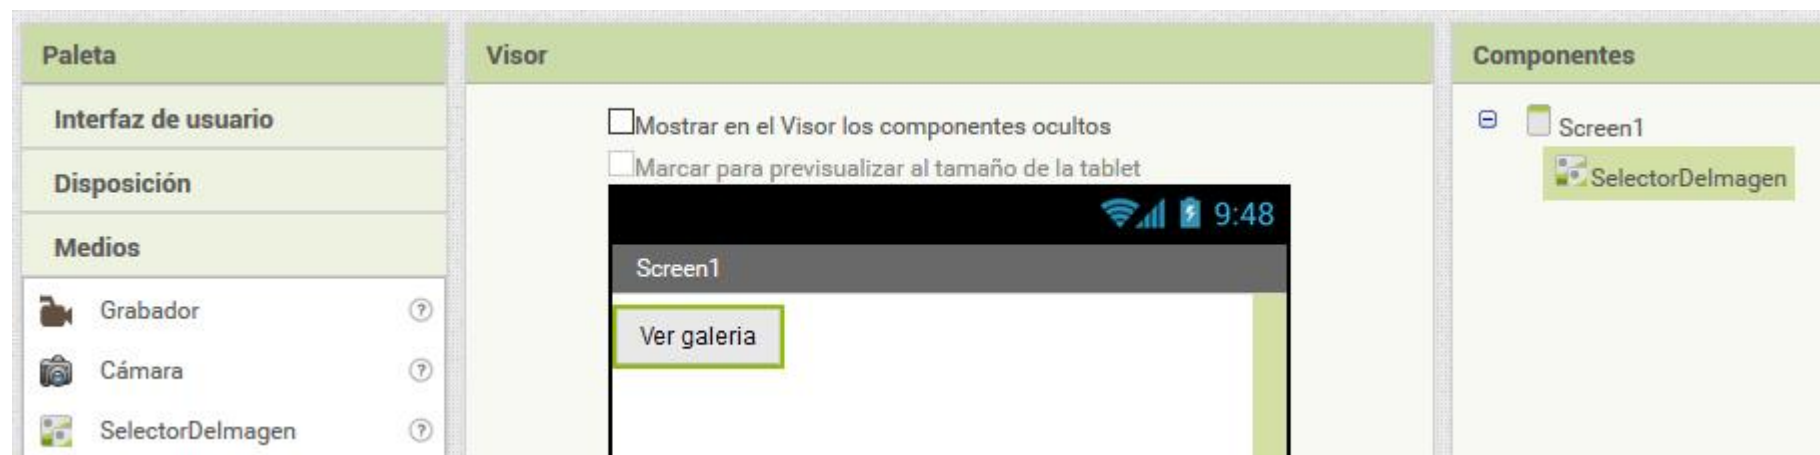 Paleta
Interfaz de usuario
Disposición
Medios
Grabador
Cámara
SelectorDeImagen
Visor
Mostrar en el Visor los componentes ocultos
Marcar para previsualizar al tamaño de la tablet
9:48
Screen1
Ver galeria
Componentes
Screen1
SelectorDeImagen